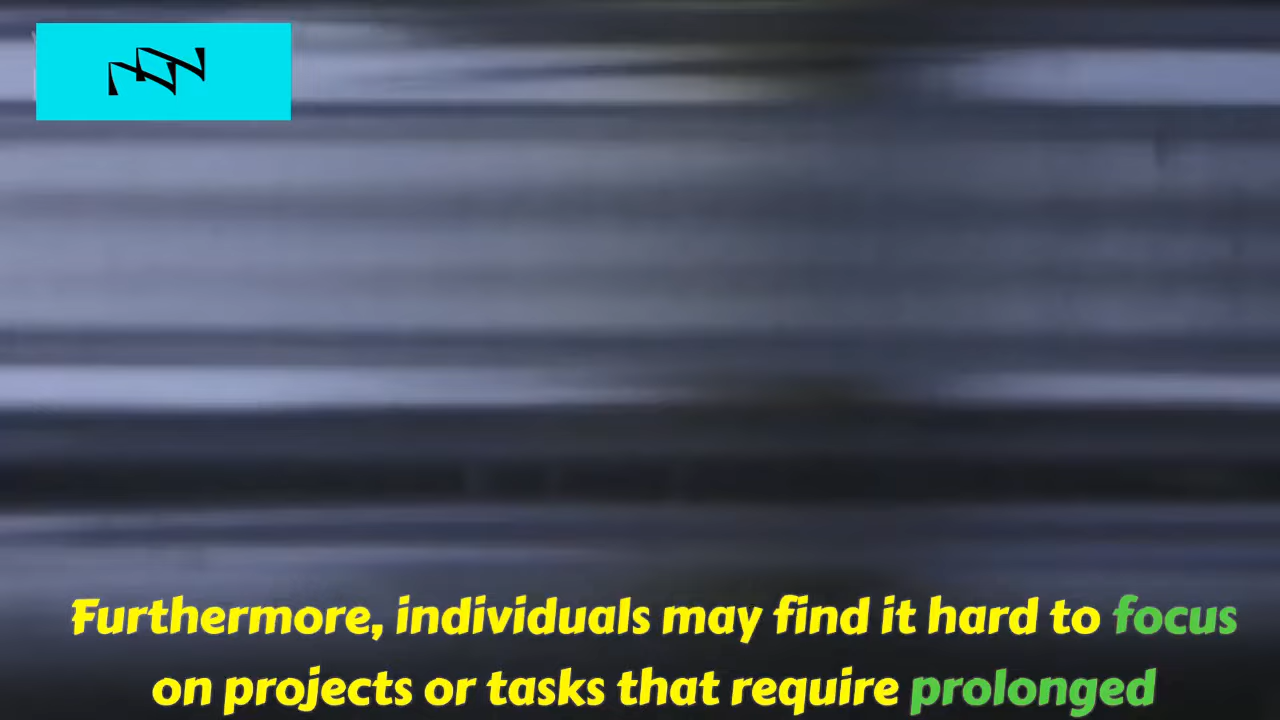 Furthermore, individuals may find it hard to focus
on projects or tasks that require prolonged